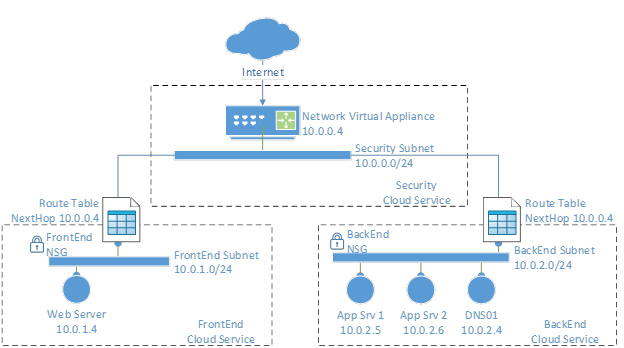 Internet
Network Virtual Appliance
10.0.0.4
Security Subnet
10.0.0.0/24
Security
Cloud Service
Route Table
NextHop 10.0.0.4
Route Table
NextHop 10.0.0.4
FrontEnd
NSG
FrontEnd Subnet
10.0.1.0/24
BackEnd
NSG
BackEnd Subnet
10.0.2.0/24
Web Server
10.0.1.4
FrontEnd
Cloud Service
App Srv 1
10.0.2.5
App Srv 2
10.0.2.6
DNS01
10.0.2.4
BackEnd
Cloud Service